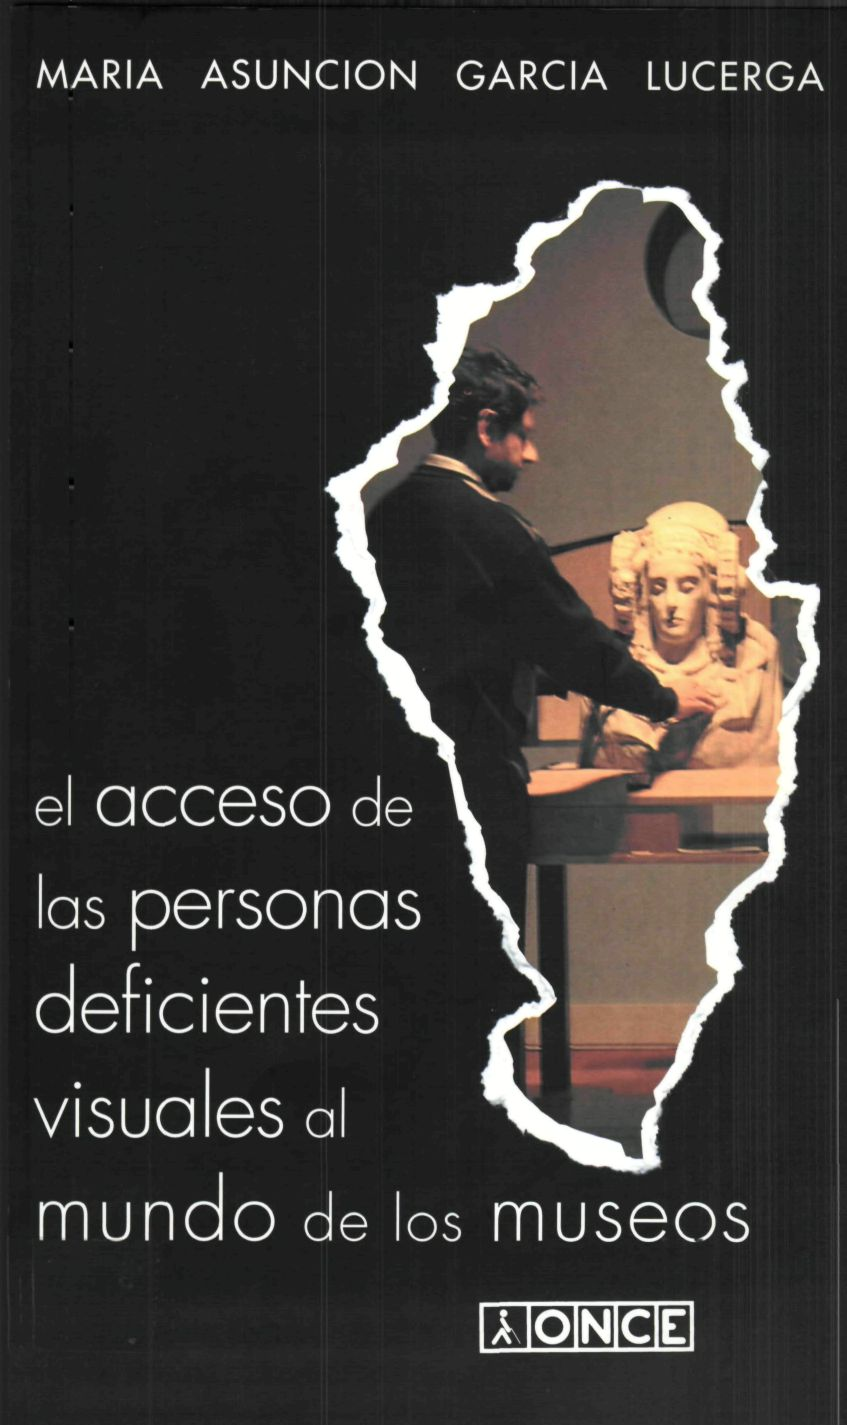 MARIA ASUNCION GARCIA LUCERGA
el acceso de
las personas
deficientes
visuales al
mundo de los museos
ONCE